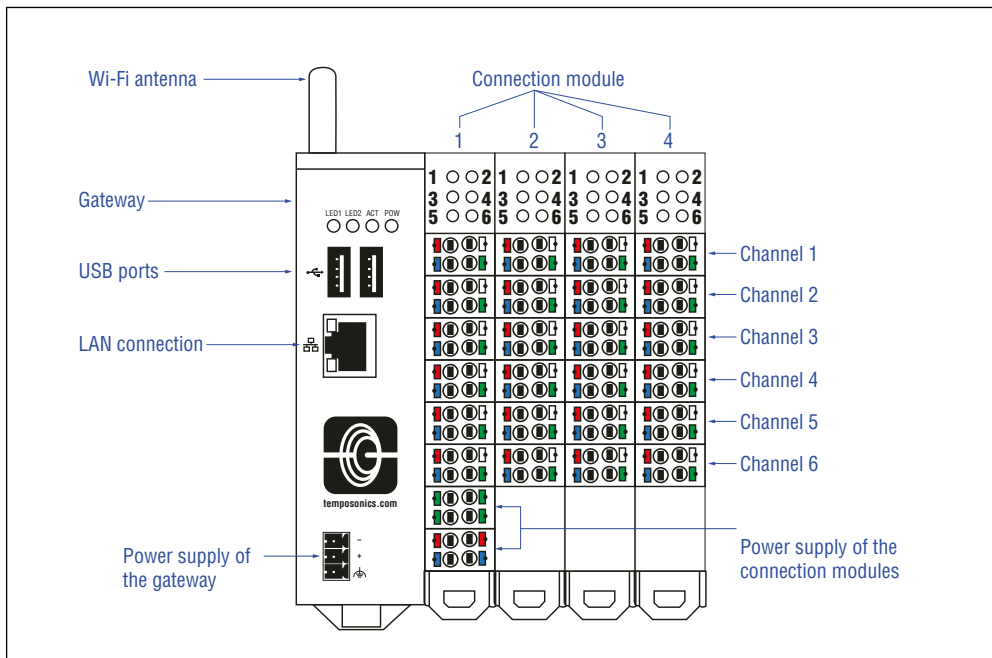 Wi-Fi antenna
Connection module
1 2 3 4
1 2 1 2 1 2 1 2
3 4 3 4 3 4 3 4
5 6 5 6 5 6 5 6
Gateway
LED1 LED2 ACT POW
USB ports
LAN connection
Channel 1
Channel 2
Channel 3
Channel 4
Channel 5
Channel 6
temposonics.com
-
+
Power supply of
the gateway
Power supply of the
connection modules